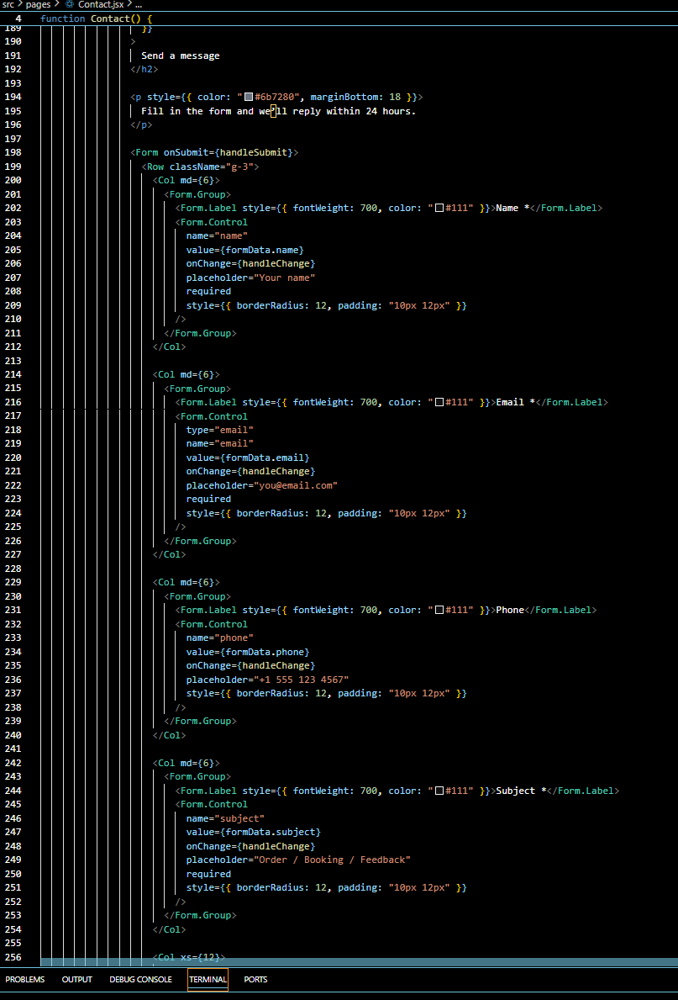 src > pages > Contact.jsx > ...
4 function Contact() {
189 }}
190 >
191 Send a message
192 </h2>
193
194 <p style={{ color: "#6b7280", marginBottom: 18 }}>
195 Fill in the form and we’ll reply within 24 hours.
196 </p>
197
198 <Form onSubmit={handleSubmit}>
199 <Row className="g-3">
200 <Col md={6}>
201 <Form.Group>
202 <Form.Label style={{ fontWeight: 700, color: "#111" }}>Name *</Form.Label>
203 <Form.Control
204 name="name"
205 value={formData.name}
206 onChange={handleChange}
207 placeholder="Your name"
208 required
209 style={{ borderRadius: 12, padding: "10px 12px" }}
210 />
211 </Form.Group>
212 </Col>
213
214 <Col md={6}>
215 <Form.Group>
216 <Form.Label style={{ fontWeight: 700, color: "#111" }}>Email *</Form.Label>
217 <Form.Control
218 type="email"
219 name="email"
220 value={formData.email}
221 onChange={handleChange}
222 placeholder="you@email.com"
223 required
224 style={{ borderRadius: 12, padding: "10px 12px" }}
225 />
226 </Form.Group>
227 </Col>
228
229 <Col md={6}>
230 <Form.Group>
231 <Form.Label style={{ fontWeight: 700, color: "#111" }}>Phone</Form.Label>
232 <Form.Control
233 name="phone"
234 value={formData.phone}
235 onChange={handleChange}
236 placeholder="+1 555 123 4567"
237 style={{ borderRadius: 12, padding: "10px 12px" }}
238 />
239 </Form.Group>
240 </Col>
241
242 <Col md={6}>
243 <Form.Group>
244 <Form.Label style={{ fontWeight: 700, color: "#111" }}>Subject *</Form.Label>
245 <Form.Control
246 name="subject"
247 value={formData.subject}
248 onChange={handleChange}
249 placeholder="Order / Booking / Feedback"
250 required
251 style={{ borderRadius: 12, padding: "10px 12px" }}
252 />
253 </Form.Group>
254 </Col>
255
256 <Col xs={12}>
PROBLEMS OUTPUT DEBUG CONSOLE TERMINAL PORTS